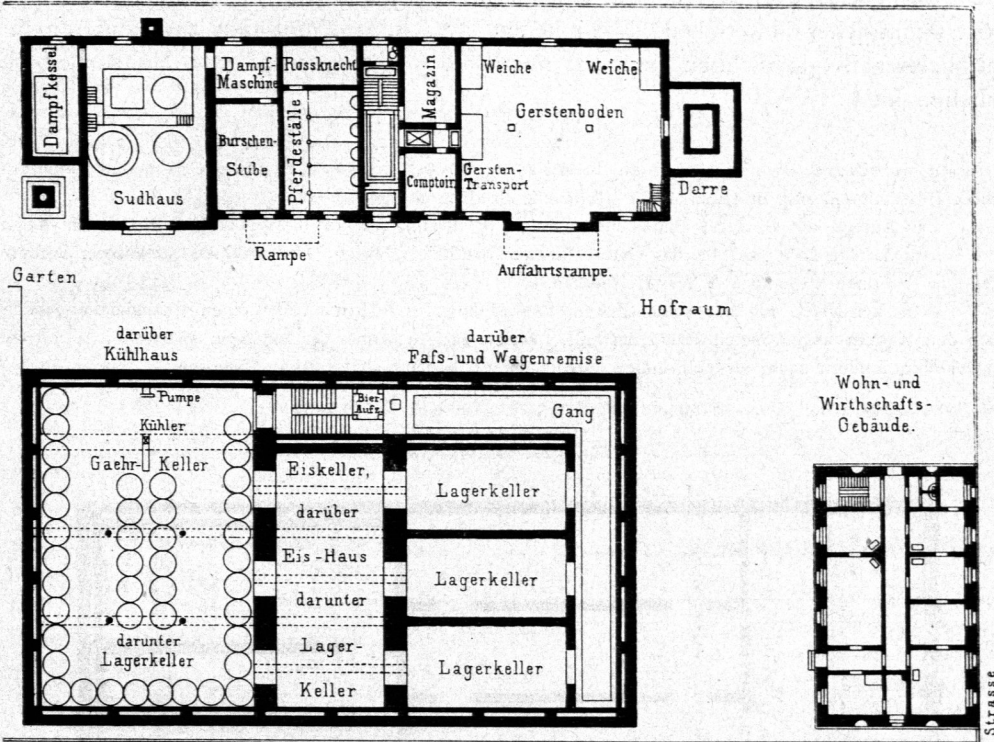 Dampfkessel
Sudhaus
Dampf-
Maschine
Burschen-
Stube
Rossknecht
Pferdeställe
Magazin
Comptoir
Weiche
Weiche
Gerstenboden
Gersten-
Transport
Darre
Rampe
Auffahrtsrampe.
Garten
Hofraum
darüber
Kühlhaus
darüber
Faſs- und Wagenremise
Wohn- und
Wirthschafts-
Gebäude.
Pumpe
Kühler
Gaehr-Keller
darunter
Lagerkeller
Bier-
Aufz.
Gang
Eiskeller,
darüber
Eis-Haus
darunter
Lager-
Keller
Lagerkeller
Lagerkeller
Lagerkeller
Strasse